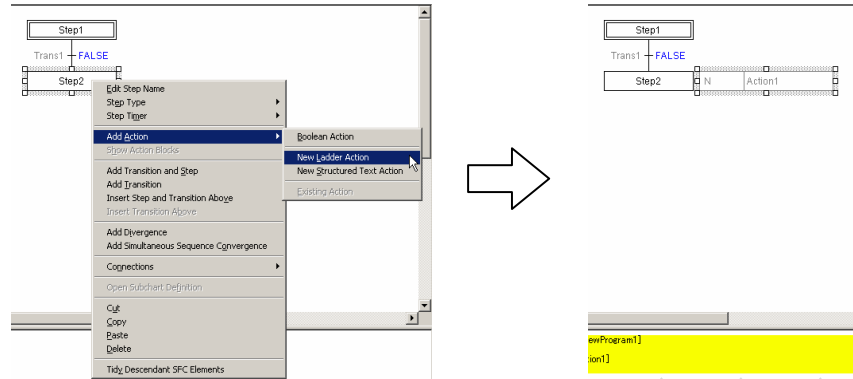 Step1
Trans1 FALSE
Step2
Edit Step Name
Step Type
Step Timer
Add Action
Show Action Blocks
Add Transition and Step
Add Transition
Insert Step and Transition Above
Insert Transition Above
Add Divergence
Add Simultaneous Sequence Convergence
Connections
Open Subchart Definition
Cut
Copy
Paste
Delete
Tidy Descendant SFC Elements
Boolean Action
New Ladder Action
New Structured Text Action
Existing Action
Step1
Trans1 FALSE
Step2 N Action1
ewProgram1]
ion1]